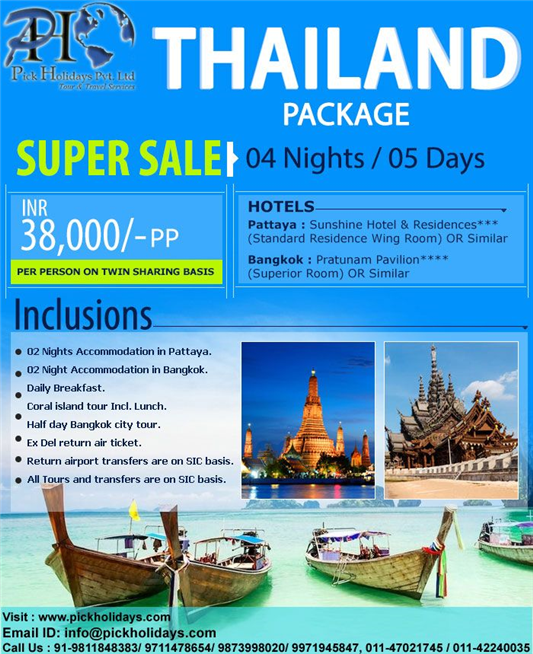 APH
Pick Holidays Pvt. Ltd
Tour & Travel Services
THAILAND
PACKAGE
SUPER SALE
04 Nights / 05 Days
INR
38,000/-PP
PER PERSON ON TWIN SHARING BASIS
HOTELS
Pattaya : Sunshine Hotel & Residences***
(Standard Residence Wing Room) OR Similar
Bangkok : Pratunam Pavilion****
(Superior Room) OR Similar
Inclusions
02 Nights Accommodation in Pattaya.
02 Night Accommodation in Bangkok.
Daily Breakfast.
Coral island tour Incl. Lunch.
Half day Bangkok city tour.
Ex Del return air ticket.
Return airport transfers are on SIC basis.
All Tours and transfers are on SIC basis.
Visit : www.pickholidays.com
Email ID: info@pickholidays.com
Call Us : 91-9811848383/ 9711478654/ 9873998020/ 9971945847, 011-47021745 / 011-42240035